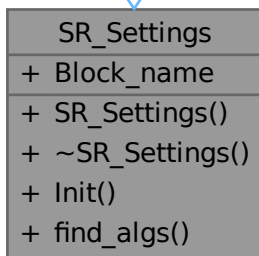 SR_Settings
+ Block_name
+ SR_Settings()
+ ~SR_Settings()
+ Init()
+ find_algs()